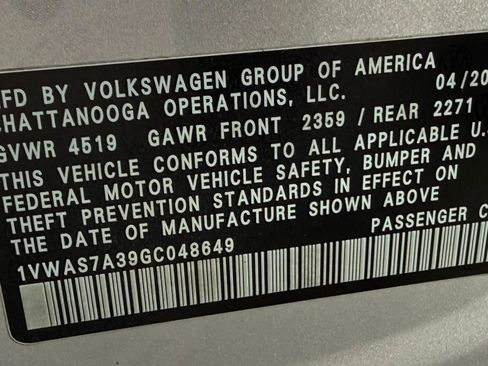 MFD BY VOLKSWAGEN GROUP OF AMERICA
CHATTANOOGA OPERATIONS, LLC. 04/20
GVWR 4519 GAWR FRONT 2359 / REAR 2271
THIS VEHICLE CONFORMS TO ALL APPLICABLE U.S
FEDERAL MOTOR VEHICLE SAFETY, BUMPER AND
THEFT PREVENTION STANDARDS IN EFFECT ON
THE DATE OF MANUFACTURE SHOWN ABOVE
1VWAS7A39GC048649 PASSENGER C